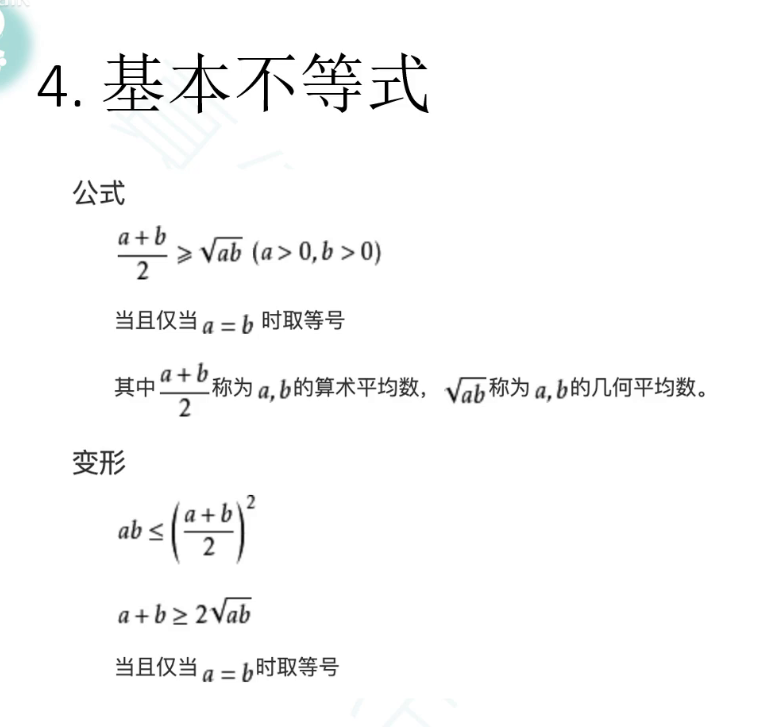 4. 基本不等式
公式
\frac{a+b}{2} ⩾ \sqrt{ab} (a>0,b>0)
当且仅当 a=b 时取等号
其中 \frac{a+b}{2} 称为 a,b 的算术平均数， \sqrt{ab} 称为 a,b 的几何平均数。
变形
ab ≤ \left(\frac{a+b}{2}\right)^2
a+b ≥ 2\sqrt{ab}
当且仅当 a=b 时取等号